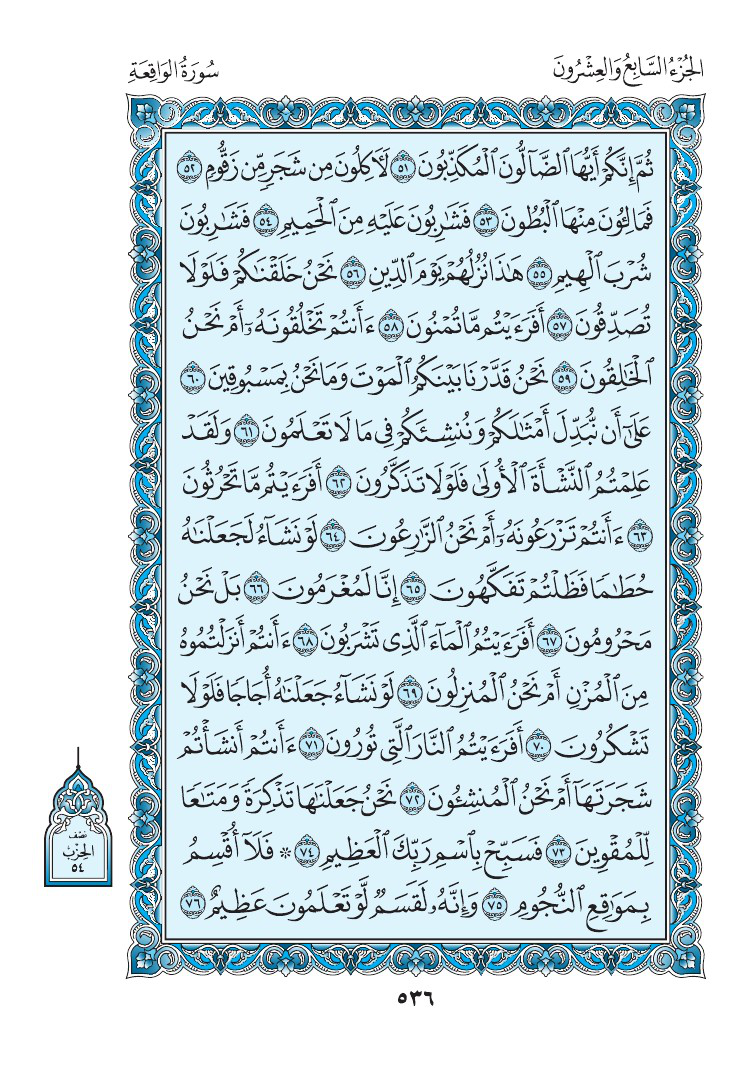 الجُزْءُ السَّابِعُ وَالعِشْرُونَ
سُورَةُ الوَاقِعَةِ
ثُمَّ إِنَّكُمْ أَيُّهَا ٱلضَّآلُّونَ ٱلْمُكَذِّبُونَ ٥١ لَأٓكِلُونَ مِن شَجَرٍ مِّن زَقُّومٍ ٥٢
فَمَالِـُٔونَ مِنْهَا ٱلْبُطُونَ ٥٣ فَشَٰرِبُونَ عَلَيْهِ مِنَ ٱلْحَمِيمِ ٥٤ فَشَٰرِبُونَ
شُرْبَ ٱلْهِيمِ ٥٥ هَٰذَا نُزُلُهُمْ يَوْمَ ٱلدِّينِ ٥٦ نَحْنُ خَلَقْنَٰكُمْ فَلَوْلَا
تُصَدِّقُونَ ٥٧ أَفَرَءَيْتُم مَّا تُمْنُونَ ٥٨ ءَأَنتُمْ تَخْلُقُونَهُۥٓ أَمْ نَحْنُ
ٱلْخَٰلِقُونَ ٥٩ نَحْنُ قَدَّرْنَا بَيْنَكُمُ ٱلْمَوْتَ وَمَا نَحْنُ بِمَسْبُوقِينَ ٦٠
عَلَىٰٓ أَن نُّبَدِّلَ أَمْثَٰلَكُمْ وَنُنشِئَكُمْ فِى مَا لَا تَعْلَمُونَ ٦١ وَلَقَدْ
عَلِمْتُمُ ٱلنَّشْأَةَ ٱلْأُولَىٰ فَلَوْلَا تَذَكَّرُونَ ٦٢ أَفَرَءَيْتُم مَّا تَحْرُثُونَ
٦٣ ءَأَنتُمْ تَزْرَعُونَهُۥٓ أَمْ نَحْنُ ٱلزَّٰرِعُونَ ٦٤ لَوْ نَشَآءُ لَجَعَلْنَٰهُ
حُطَٰمًا فَظَلْتُمْ تَفَكَّهُونَ ٦٥ إِنَّا لَمُغْرَمُونَ ٦٦ بَلْ نَحْنُ
مَحْرُومُونَ ٦٧ أَفَرَءَيْتُمُ ٱلْمَآءَ ٱلَّذِى تَشْرَبُونَ ٦٨ ءَأَنتُمْ أَنزَلْتُمُوهُ
مِنَ ٱلْمُزْنِ أَمْ نَحْنُ ٱلْمُنزِلُونَ ٦٩ لَوْ نَشَآءُ جَعَلْنَٰهُ أُجَاجًا فَلَوْلَا
تَشْكُرُونَ ٧٠ أَفَرَءَيْتُمُ ٱلنَّارَ ٱلَّتِى تُورُونَ ٧١ ءَأَنتُمْ أَنشَأْتُمْ
شَجَرَتَهَآ أَمْ نَحْنُ ٱلْمُنشِـُٔونَ ٧٢ نَحْنُ جَعَلْنَٰهَا تَذْكِرَةً وَمَتَٰعًا
لِّلْمُقْوِينَ ٧٣ فَسَبِّحْ بِٱسْمِ رَبِّكَ ٱلْعَظِيمِ ٧٤ ۞ فَلَآ أُقْسِمُ
بِمَوَٰقِعِ ٱلنُّجُومِ ٧٥ وَإِنَّهُۥ لَقَسَمٌ لَّوْ تَعْلَمُونَ عَظِيمٌ ٧٦
نِصْف
الحِزْب
٥٤
٥٣٦